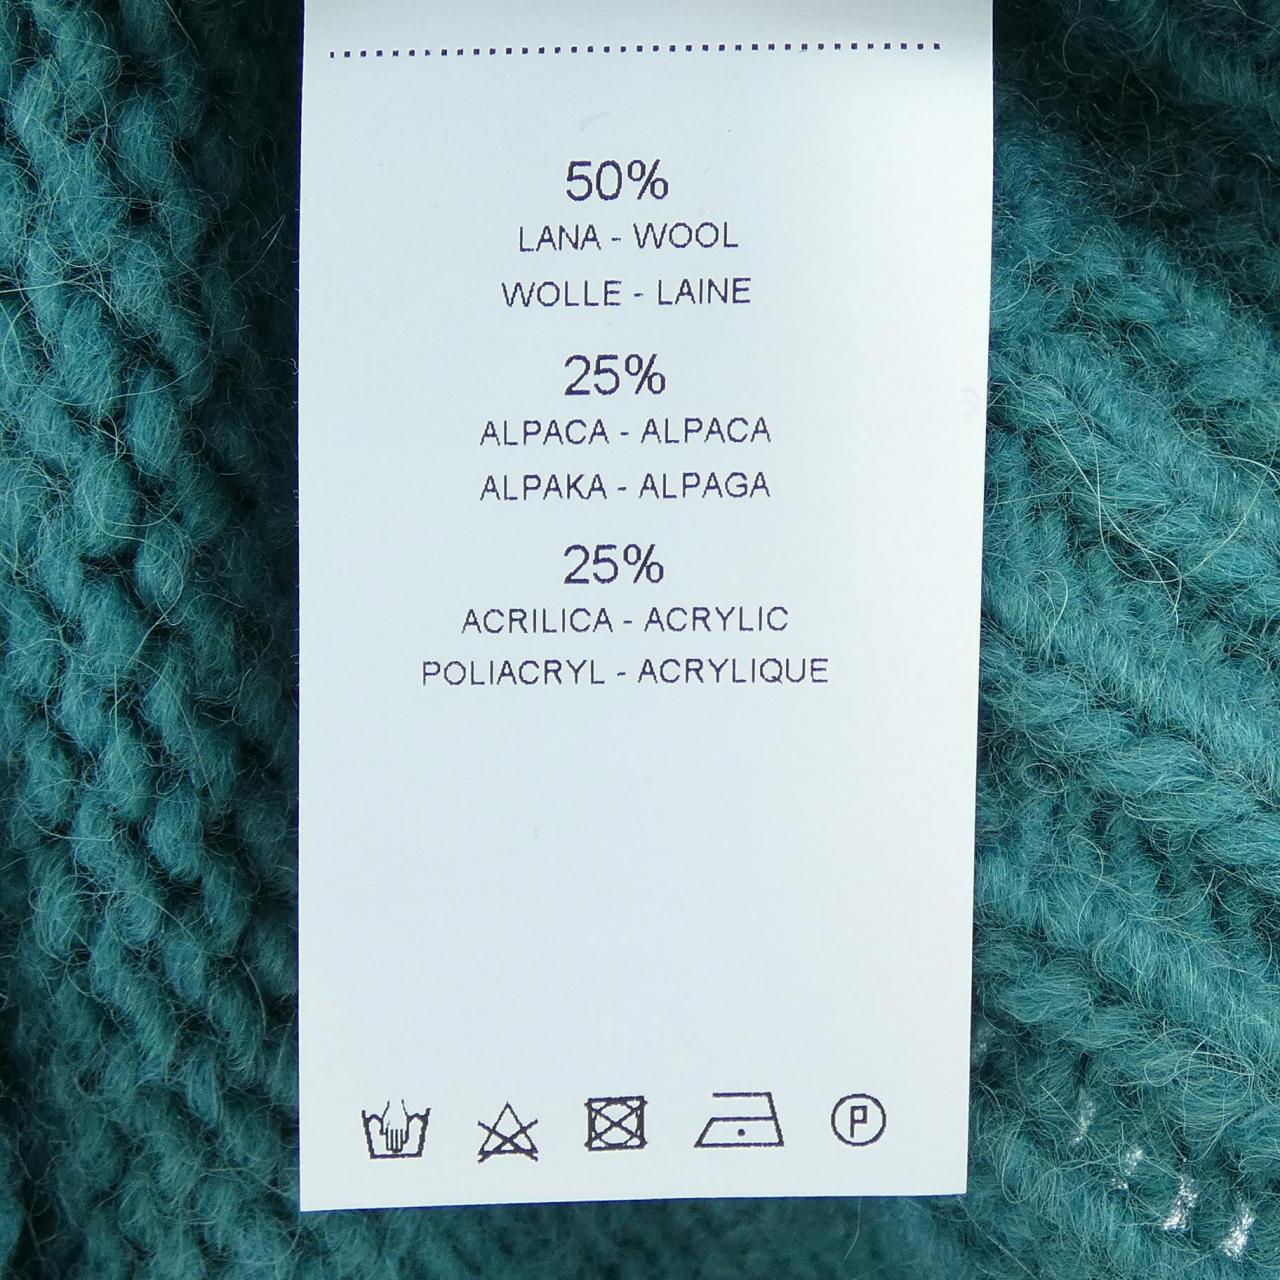 50%
LANA - WOOL
WOLLE - LAINE
25%
ALPACA - ALPACA
ALPAKA - ALPAGA
25%
ACRILICA - ACRYLIC
POLIACRYL - ACRYLIQUE
P